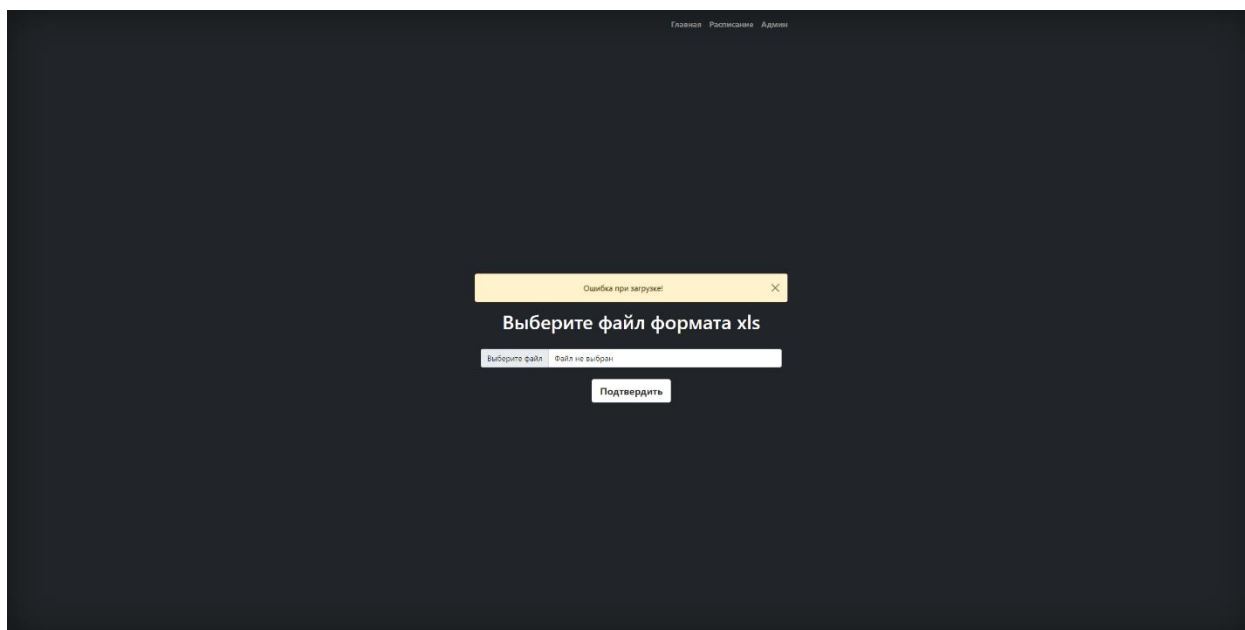 Главная Расписание Админ
Ошибка при загрузке!
Выберите файл формата xls
Выберите файл Файл не выбран
Подтвердить